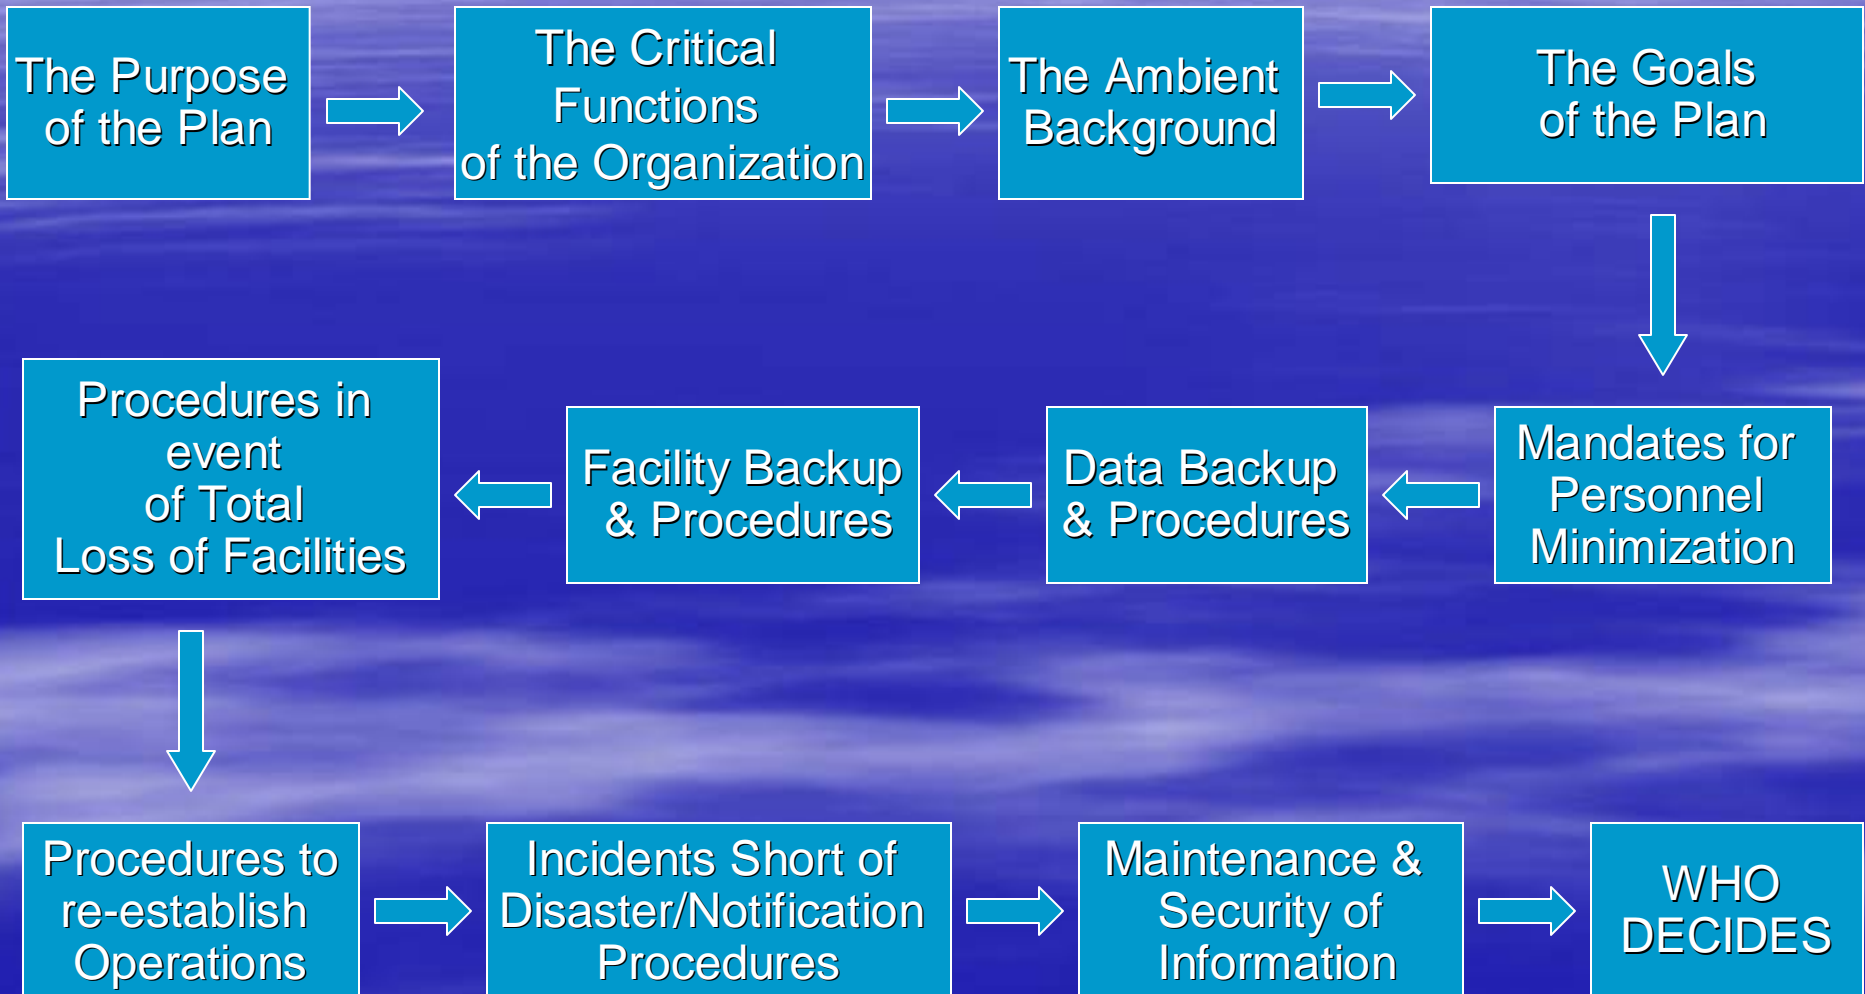 The Purpose
of the Plan
The Critical
Functions
of the Organization
The Ambient
Background
The Goals
of the Plan
Mandates for
Personnel
Minimization
Data Backup
& Procedures
Facility Backup
& Procedures
Procedures in
event
of Total
Loss of Facilities
Procedures to
re-establish
Operations
Incidents Short of
Disaster/Notification
Procedures
Maintenance &
Security of
Information
WHO
DECIDES